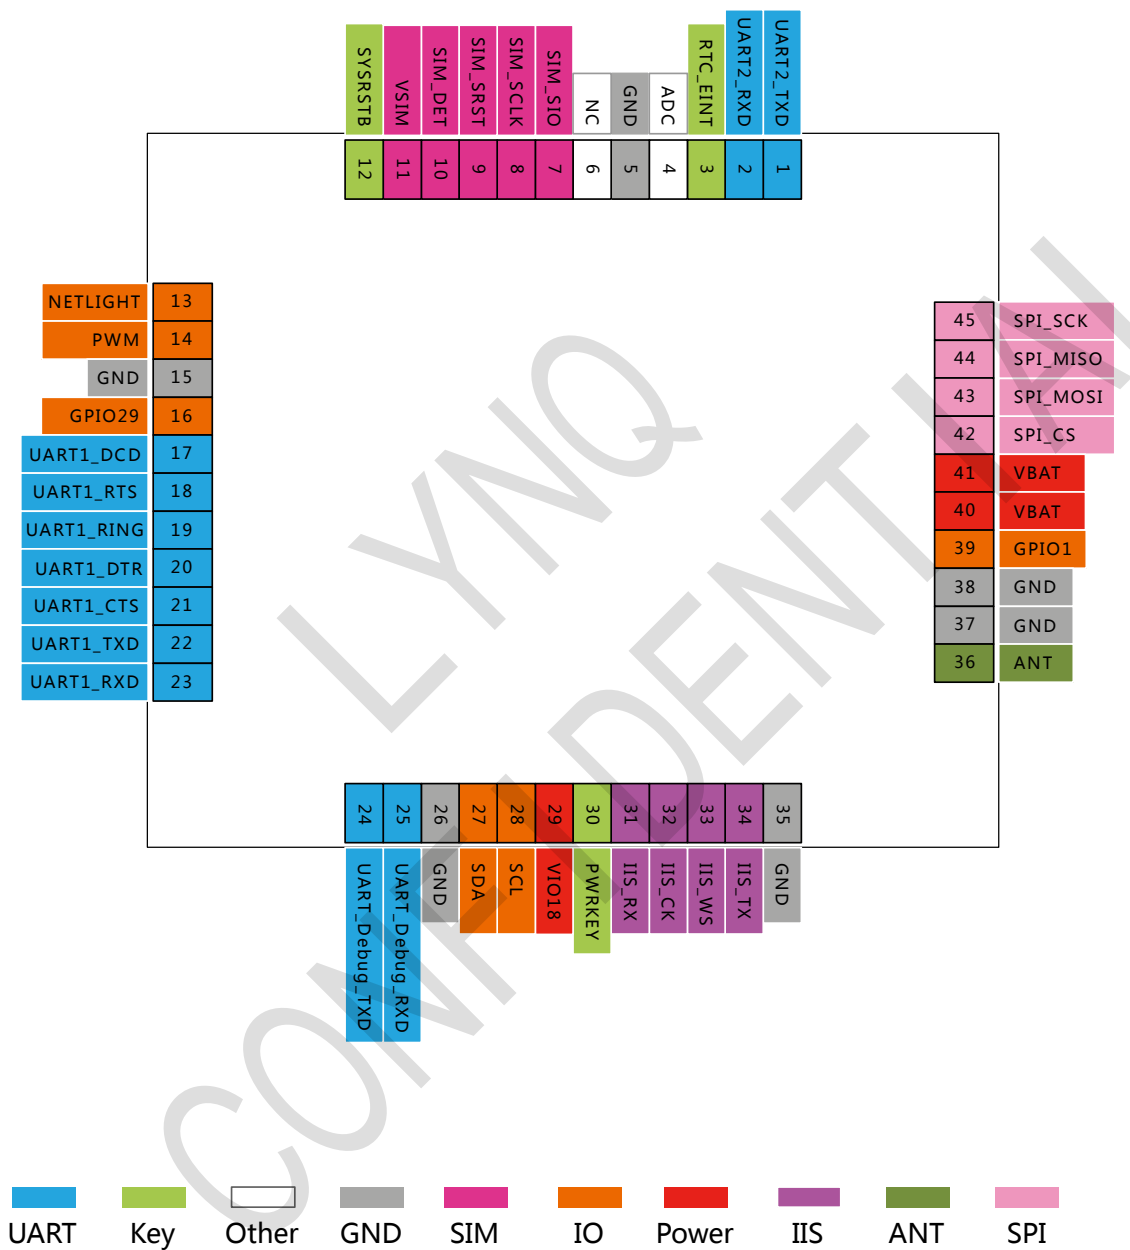 SYSRSTB
VSIM
SIM_DET
SIM_SRST
SIM_SCLK
SIM_SIO
NC
GND
ADC
RTC_EINT
UART2_RXD
UART2_TXD
12
11
10
9
8
7
6
5
4
3
2
1
NETLIGHT 13
PWM 14
GND 15
GPIO29 16
UART1_DCD 17
UART1_RTS 18
UART1_RING 19
UART1_DTR 20
UART1_CTS 21
UART1_TXD 22
UART1_RXD 23
45 SPI_SCK
44 SPI_MISO
43 SPI_MOSI
42 SPI_CS
41 VBAT
40 VBAT
39 GPIO1
38 GND
37 GND
36 ANT
24
25
26
27
28
29
30
31
32
33
34
35
UART_Debug_TXD
UART_Debug_RXD
GND
SDA
SCL
VIO18
PWRKEY
IIS_RX
IIS_CK
IIS_WS
IIS_TX
GND
LYNQ
CONFIDENTIAL
UART Key Other GND SIM IO Power IIS ANT SPI